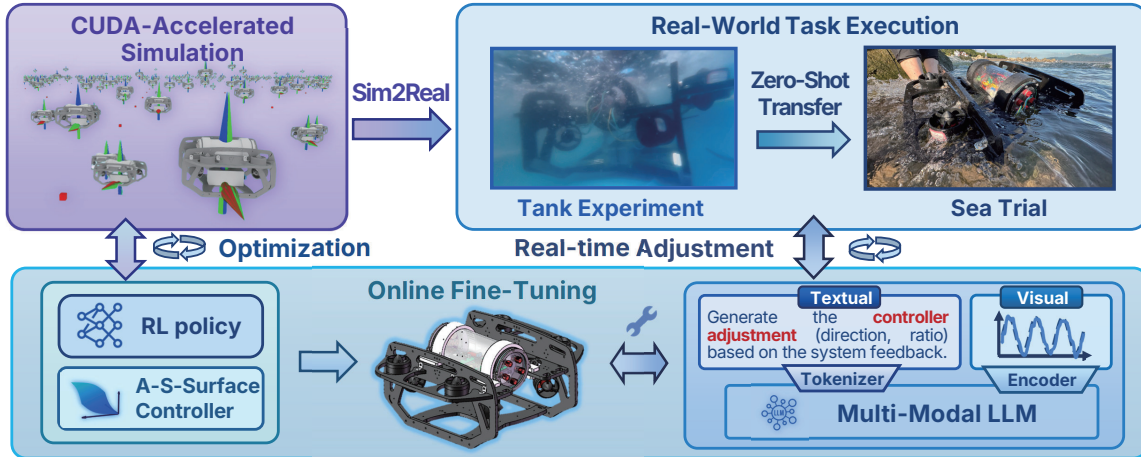 CUDA-Accelerated
Simulation
Sim2Real
Real-World Task Execution
Zero-Shot
Transfer
Tank Experiment
Sea Trial
Optimization
Real-time Adjustment
RL policy
A-S-Surface
Controller
Online Fine-Tuning
Textual
Generate the controller
adjustment (direction, ratio)
based on the system feedback.
Tokenizer
Visual
Encoder
LLM
Multi-Modal LLM